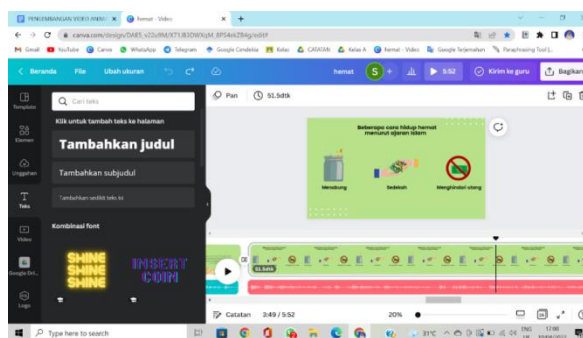 PENGEMBANGAN VIDEO ANIMA
hemat - Video
canva.com/design/
Gmail
YouTube
Canva
WhatsApp
Telegram
Google Cendekia
Kelas
CATATAN
Kelas A
hemat - Video
Google Terjemahan
Paraphrasing Tool |...
Beranda
File
Ubah ukuran
hemat
S
5:52
Kirim ke guru
Bagikan
Template
Elemen
Unggahan
Teks
Video
Google Dri...
Logo
Cari teks
Klik untuk tambah teks ke halaman
Tambahkan judul
Tambahkan subjudul
Tambahkan sedikit teks isi
Kombinasi font
SHINE
SHINE
SHINE
INSERT
COIN
Pan
51.5dtk
Beberapa cara hidup hemat
menurut ajaran islam
Menabung
Sedekah
Menghindari utang
51.5dtk
Catatan
3:49 / 5:52
20%
Type here to search
31°C
ENG